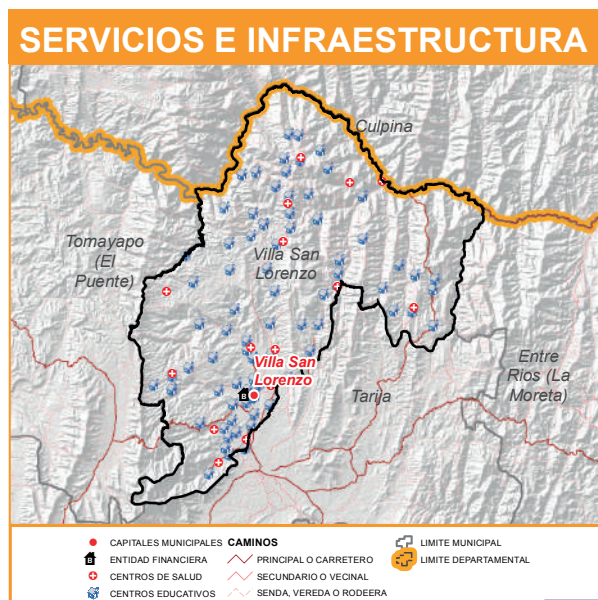 SERVICIOS E INFRAESTRUCTURA
Culpina
Tomayapo
(El
Puente)
Villa San
Lorenzo
Villa San
Lorenzo
Entre
Rios (La
Moreta)
Tarija
B
CAPITALES MUNICIPALES
ENTIDAD FINANCIERA
CENTROS DE SALUD
CENTROS EDUCATIVOS
CAMINOS
PRINCIPAL O CARRETERO
SECUNDARIO O VECINAL
SENDA, VEREDA O RODEERA
LIMITE MUNICIPAL
LIMITE DEPARTAMENTAL
B